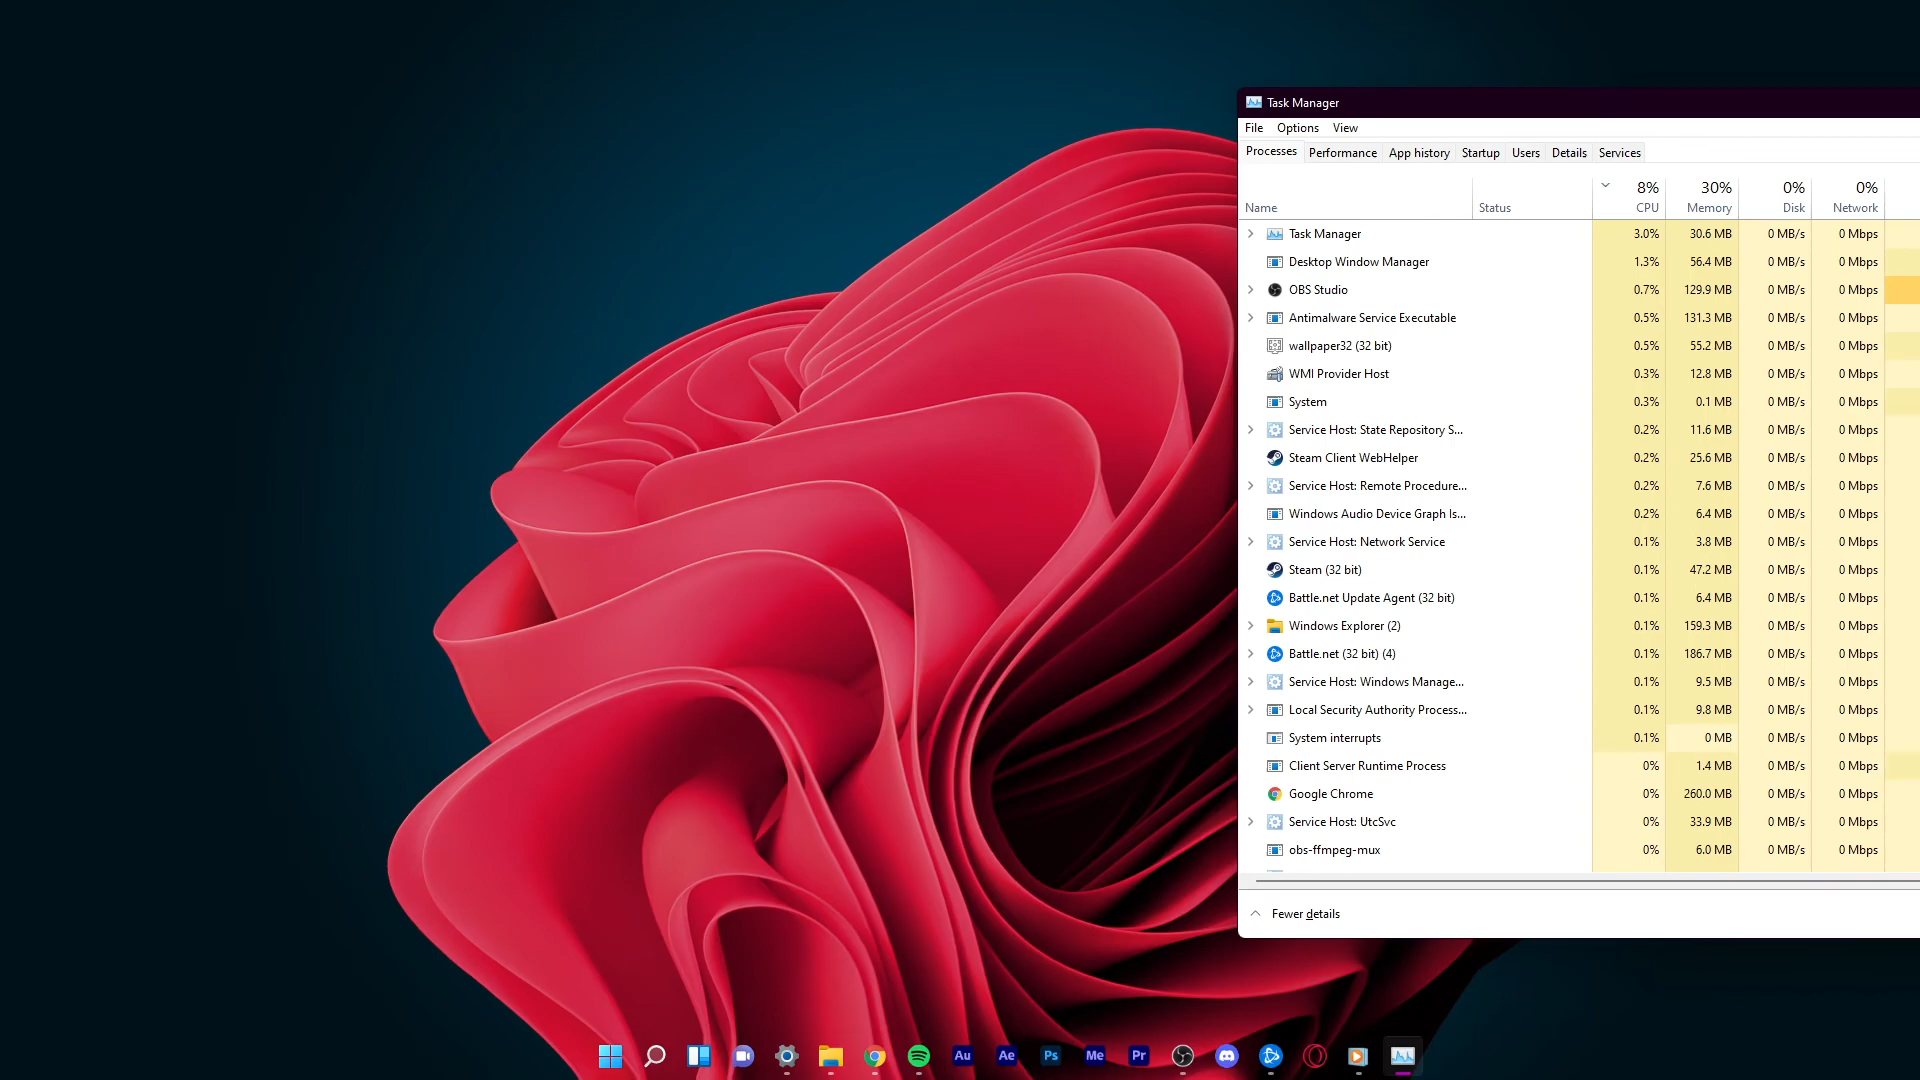 Task Manager
File Options View
Processes Performance App history Startup Users Details Services
8% 30% 0% 0%
Name Status CPU Memory Disk Network
Task Manager 3.0% 30.6 MB 0 MB/s 0 Mbps
Desktop Window Manager 1.3% 56.4 MB 0 MB/s 0 Mbps
OBS Studio 0.7% 129.9 MB 0 MB/s 0 Mbps
Antimalware Service Executable 0.5% 131.3 MB 0 MB/s 0 Mbps
wallpaper32 (32 bit) 0.5% 55.2 MB 0 MB/s 0 Mbps
WMI Provider Host 0.3% 12.8 MB 0 MB/s 0 Mbps
System 0.3% 0.1 MB 0 MB/s 0 Mbps
Service Host: State Repository S... 0.2% 11.6 MB 0 MB/s 0 Mbps
Steam Client WebHelper 0.2% 25.6 MB 0 MB/s 0 Mbps
Service Host: Remote Procedure... 0.2% 7.6 MB 0 MB/s 0 Mbps
Windows Audio Device Graph Is... 0.2% 6.4 MB 0 MB/s 0 Mbps
Service Host: Network Service 0.1% 3.8 MB 0 MB/s 0 Mbps
Steam (32 bit) 0.1% 47.2 MB 0 MB/s 0 Mbps
Battle.net Update Agent (32 bit) 0.1% 6.4 MB 0 MB/s 0 Mbps
Windows Explorer (2) 0.1% 159.3 MB 0 MB/s 0 Mbps
Battle.net (32 bit) (4) 0.1% 186.7 MB 0 MB/s 0 Mbps
Service Host: Windows Manage... 0.1% 9.5 MB 0 MB/s 0 Mbps
Local Security Authority Process... 0.1% 9.8 MB 0 MB/s 0 Mbps
System interrupts 0.1% 0 MB 0 MB/s 0 Mbps
Client Server Runtime Process 0% 1.4 MB 0 MB/s 0 Mbps
Google Chrome 0% 260.0 MB 0 MB/s 0 Mbps
Service Host: UtcSvc 0% 33.9 MB 0 MB/s 0 Mbps
obs-ffmpeg-mux 0% 6.0 MB 0 MB/s 0 Mbps
Fewer details
Au Ae Ps Me Pr